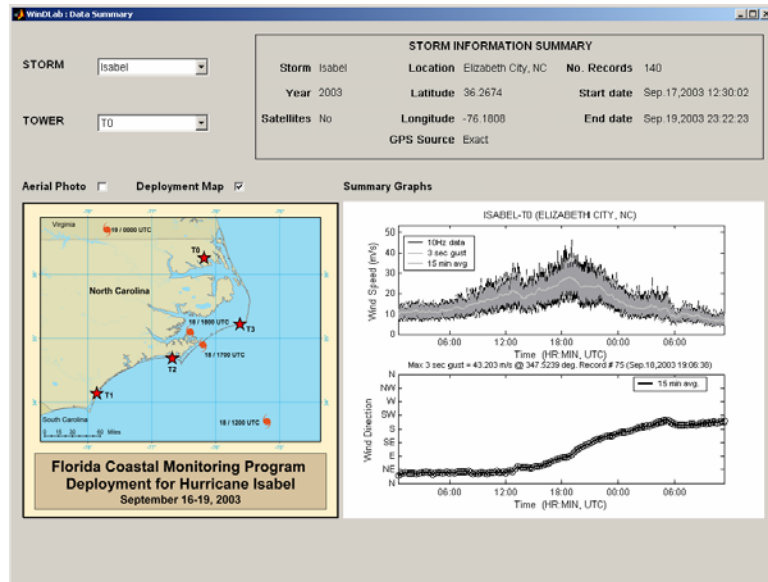 WinDLab : Data Summary
STORM Isabel
TOWER T0
STORM INFORMATION SUMMARY
Storm Isabel Location Elizabeth City, NC No. Records 140
Year 2003 Latitude 36.2674 Start date Sep.17,2003 12:30:02
Satellites No Longitude -76.1808 End date Sep.19,2003 23:22:23
GPS Source Exact
Aerial Photo Deployment Map Summary Graphs
Virginia
19 / 0000 UTC
T0
North Carolina
18 / 1800 UTC
T3
18 / 1700 UTC
T2
T1
South Carolina
18 / 1200 UTC
0 15 30 60 Miles
Florida Coastal Monitoring Program
Deployment for Hurricane Isabel
September 16-19, 2003
ISABEL-T0 (ELIZABETH CITY, NC)
10Hz data
3 sec gust
15 min avg
Wind Speed (m/s)
50
40
30
20
10
0
06:00 12:00 18:00 00:00 06:00
Time (HR:MIN, UTC)
Max 3 sec gust = 43.203 m/s @ 347.5239 deg. Record # 75 (Sep.18,2003 19:06:38)
15 min avg.
Wind Direction
N
NW
W
SW
S
SE
E
NE
N
06:00 12:00 18:00 00:00 06:00
Time (HR:MIN, UTC)